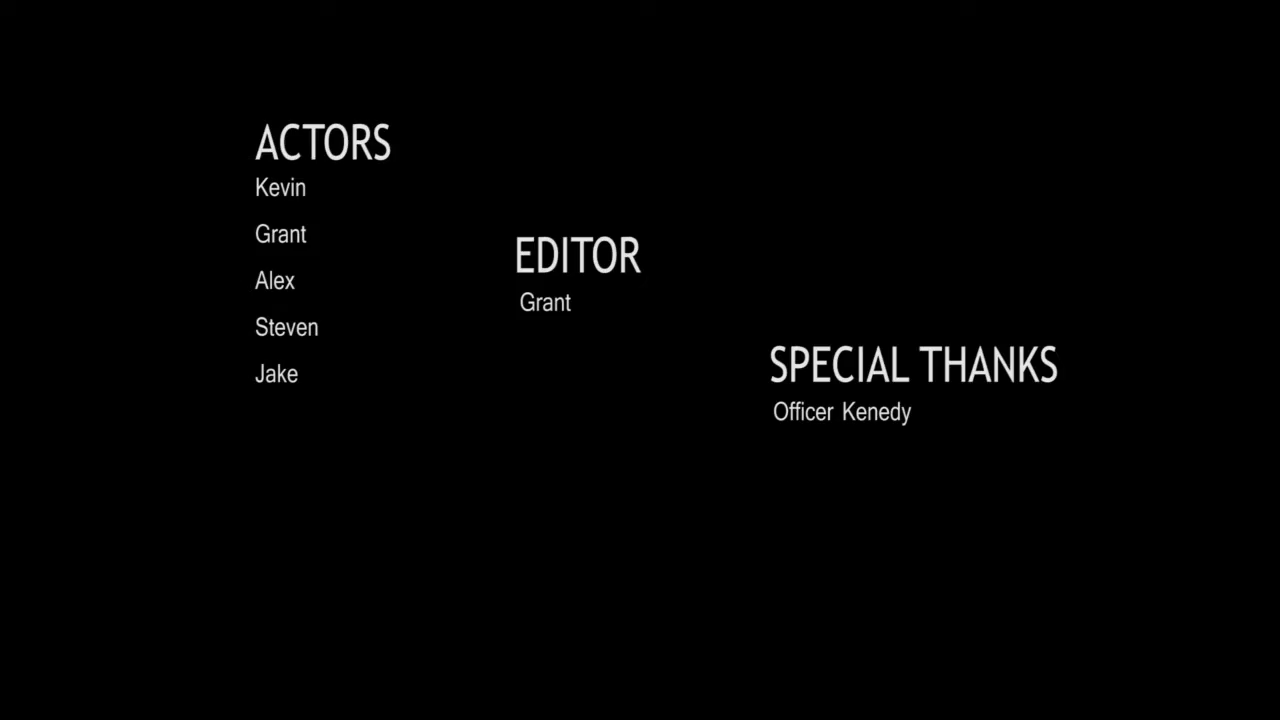 ACTORS
Kevin
Grant
Alex
Steven
Jake
EDITOR
Grant
SPECIAL THANKS
Officer Kenedy